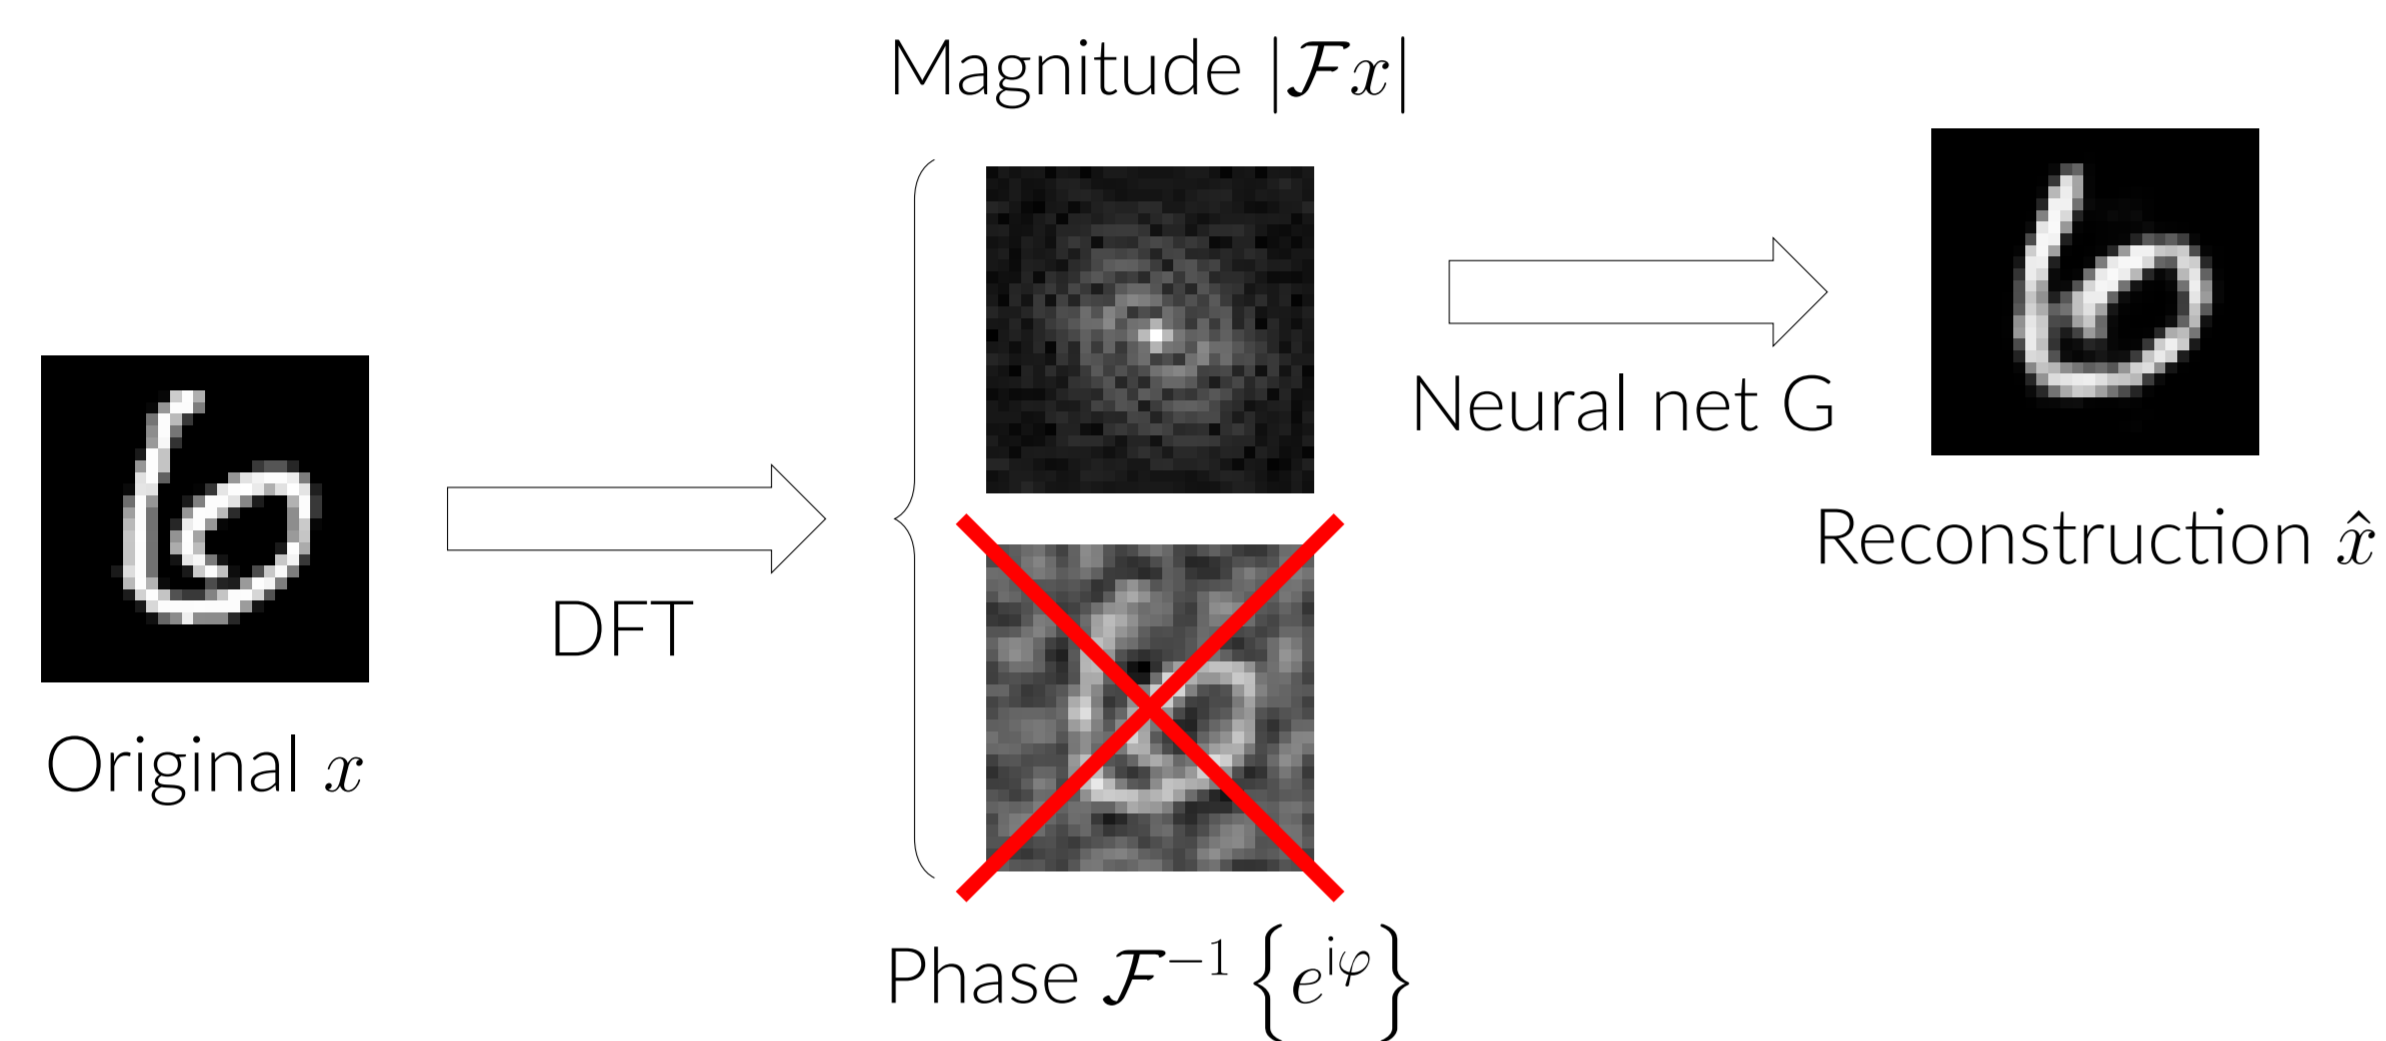 Magnitude |ℱx|
Original x
DFT
Neural net G
Reconstruction x̂
Phase ℱ⁻¹ {e^{iφ}}